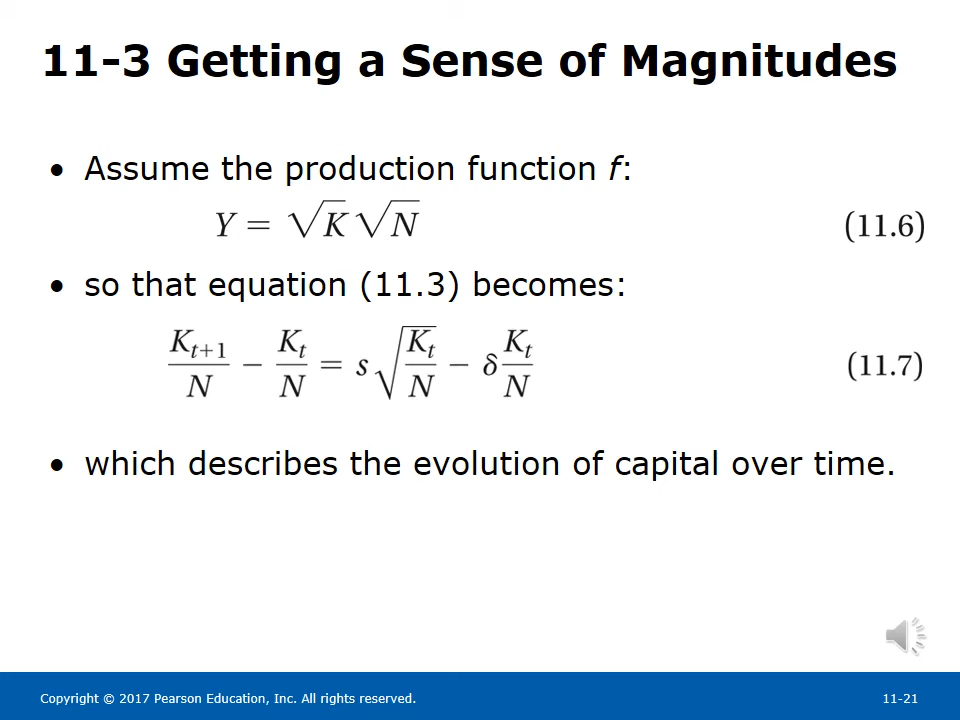 11-3 Getting a Sense of Magnitudes
• Assume the production function f:
Y = √K √N (11.6)
• so that equation (11.3) becomes:
K_{t+1}/N − K_t/N = s√(K_t/N) − δ K_t/N (11.7)
• which describes the evolution of capital over time.
Copyright © 2017 Pearson Education, Inc. All rights reserved. 11-21